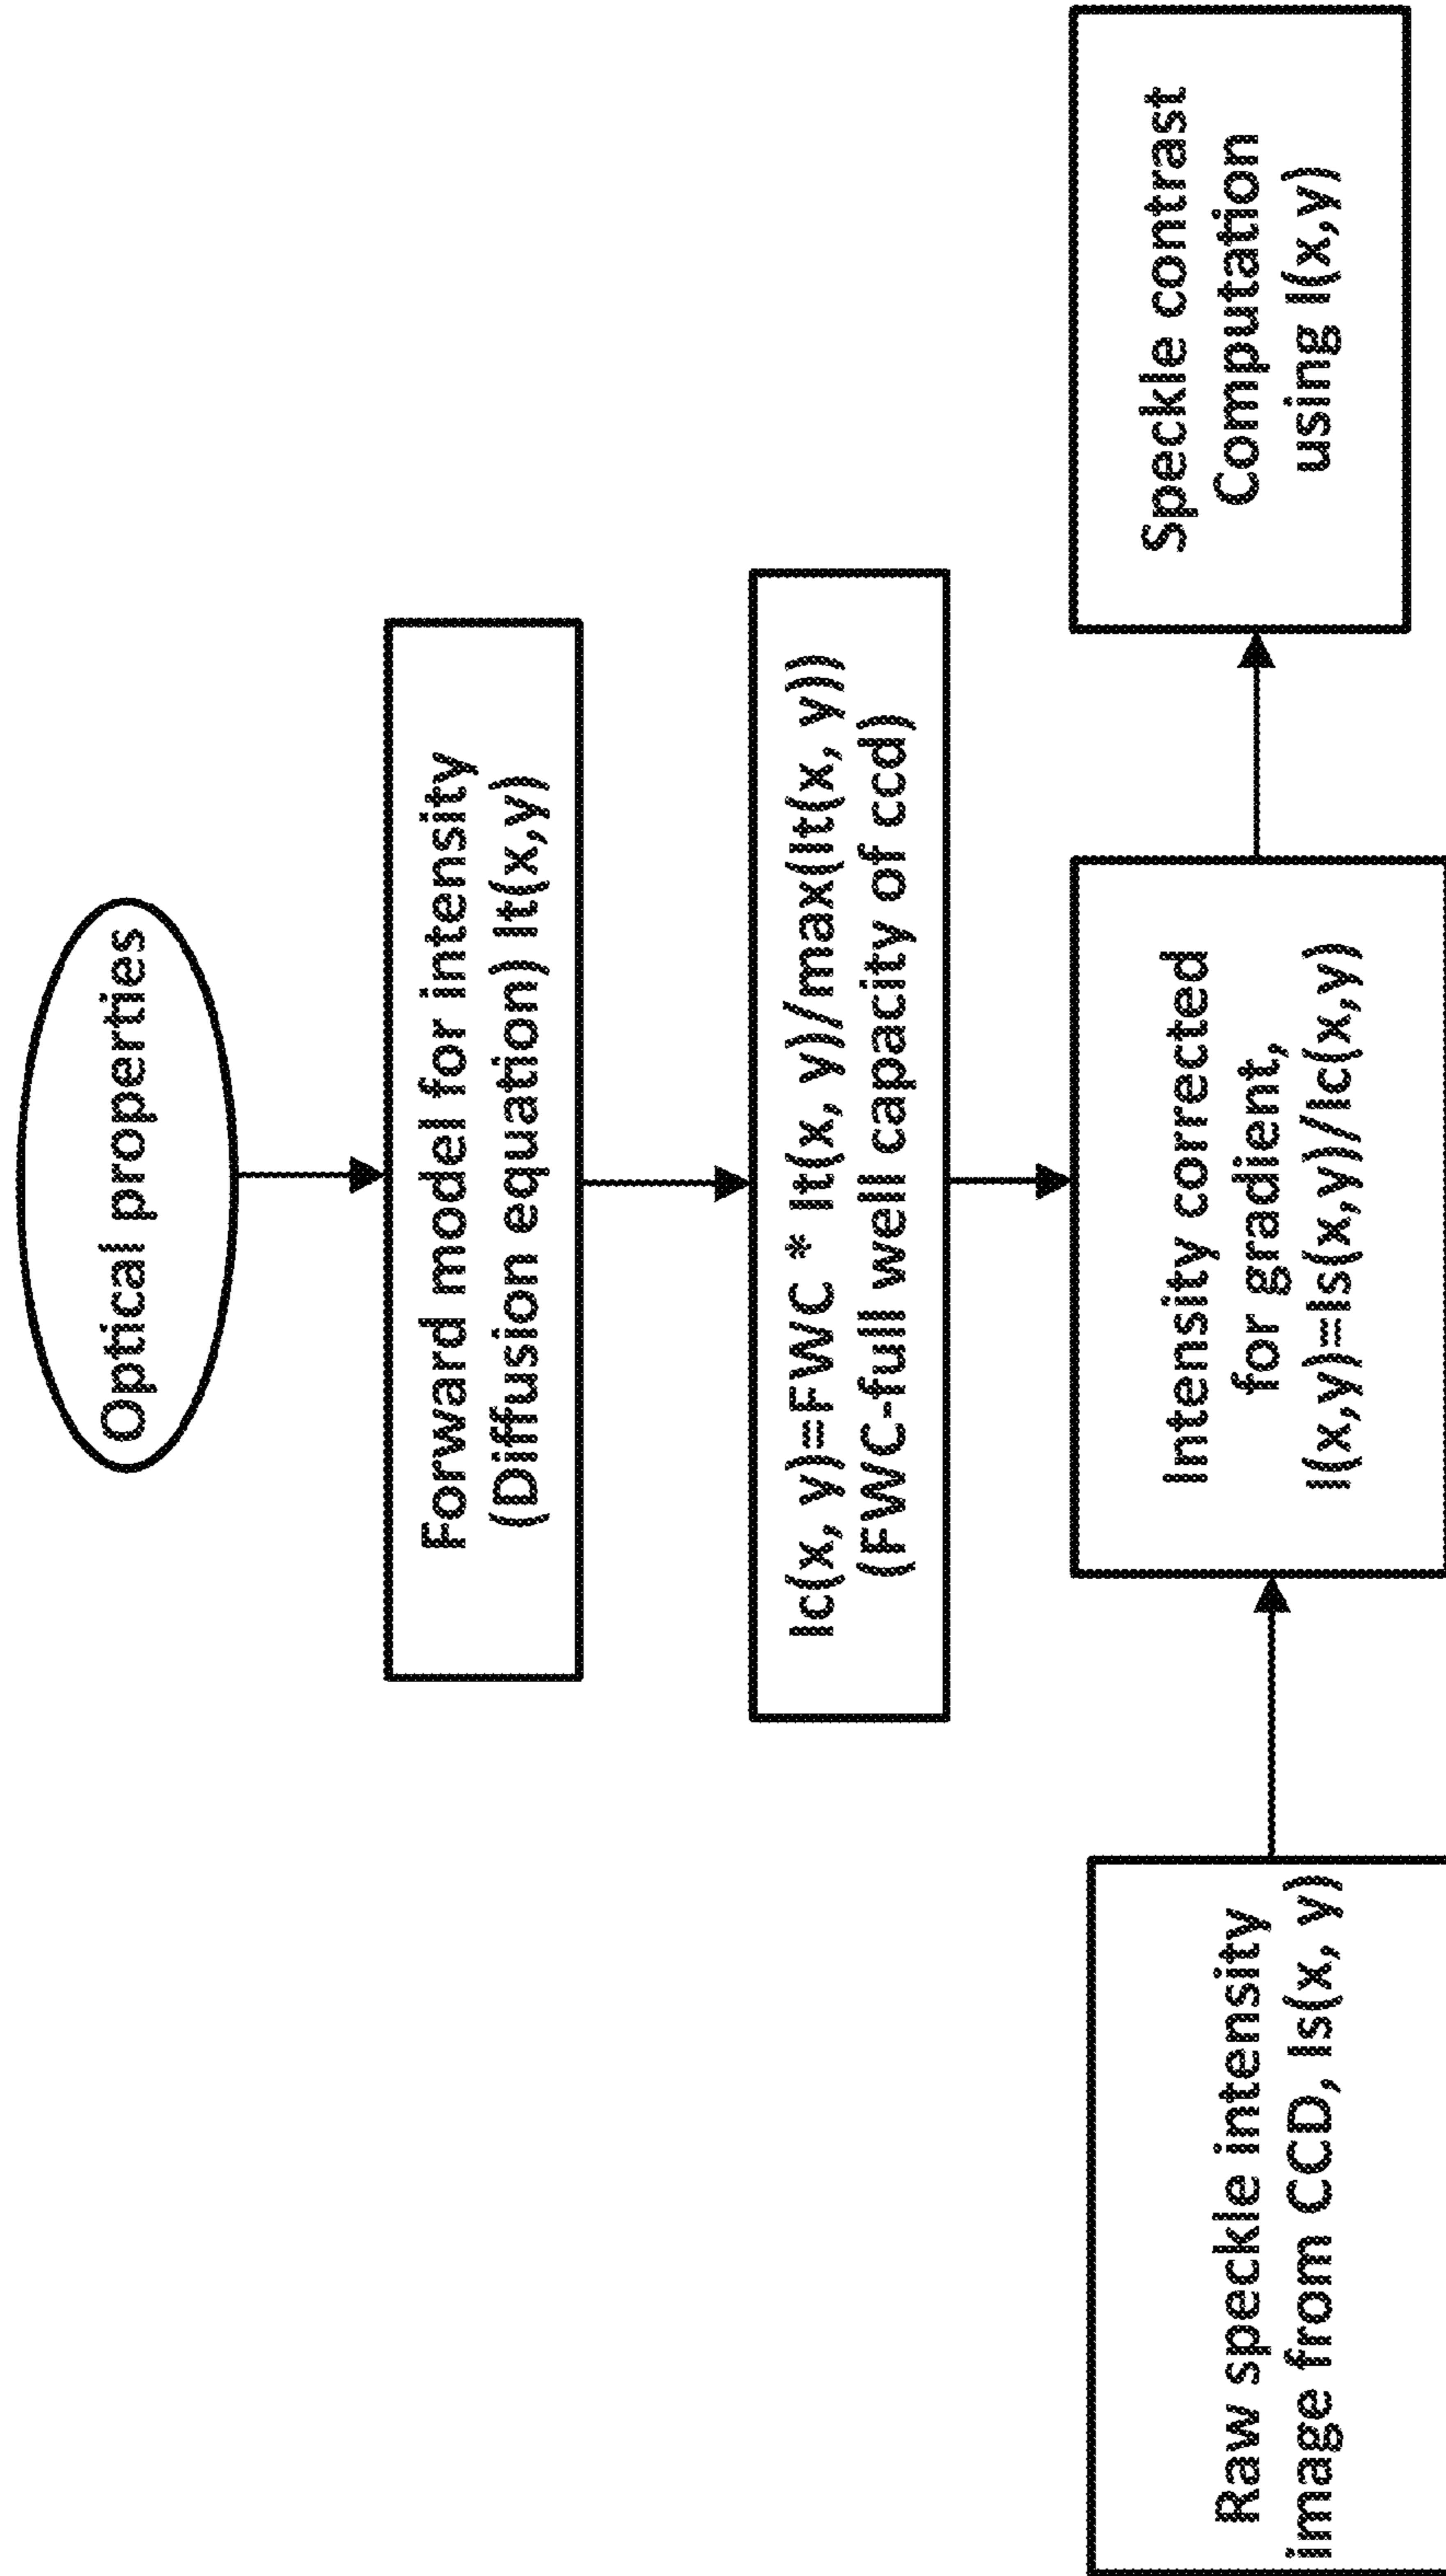 Optical properties
Forward model for intensity
(Diffusion equation) It(x,y)
Ic(x, y)=FWC * It(x, y)/max(It(x, y))
(FWC-full well capacity of ccd)
Raw speckle intensity
image from CCD, Is(x, y)
Intensity corrected
for gradient,
I(x,y)=Is(x,y)/Ic(x,y)
Speckle contrast
Computation
using I(x,y)